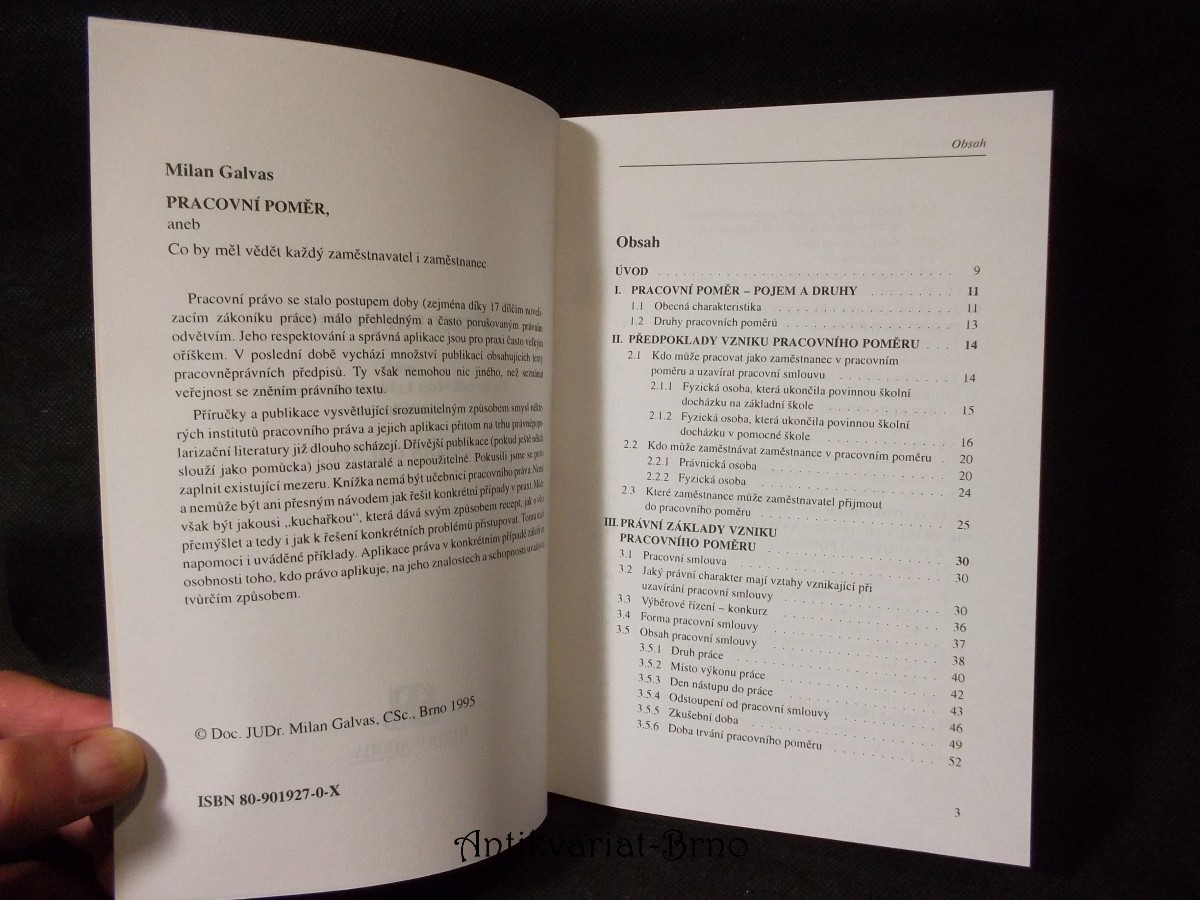 Milan Galvas
PRACOVNÍ POMĚR,
aneb
Co by měl vědět každý zaměstnavatel i zaměstnanec
Pracovní právo se stalo postupem doby (zejména díky 17 dílčím noveli
zacím zákoníku práce) málo přehledným a často porušovaným právním
odvětvím. Jeho respektování a správná aplikace jsou pro praxi často velkým
oříškem. V poslední době vychází množství publikací obsahujících texty
pracovněprávních předpisů. Ty však nemohou nic jiného, než seznámit
veřejnost se zněním právního textu.
Příručky a publikace vysvětlující srozumitelným způsobem smysl někte-
rých institutů pracovního práva a jejich aplikaci přitom na trhu právněpopu-
larizační literatury již dlouho scházejí. Dřívější publikace (pokud ještě někdo
slouží jako pomůcka) jsou zastaralé a nepoužitelné. Pokusili jsme se proto
zaplnit existující mezeru. Knížka nemá být učebnicí pracovního práva. Nemá
a nemůže být ani přesným návodem jak řešit konkrétní případy v praxi. Může
však být jakousi „kuchařkou", která dává svým způsobem recept, jak o věci
přemýšlet a tedy i jak k řešení konkrétních problémů přistupovat. Tomu mají
napomoci i uváděné příklady. Aplikace práva v konkrétním případě záleží na
osobnosti toho, kdo právo aplikuje, na jeho znalostech a schopnosti uvažovat
tvůrčím způsobem.
© Doc. JUDr. Milan Galvas, CSc., Brno 1995
ISBN 80-901927-0-X
Obsah
Obsah
ÚVOD . . . . . . . . . . 9
I. PRACOVNÍ POMĚR – POJEM A DRUHY . . . . . . . . 11
1.1 Obecná charakteristika . . . . . . . . 11
1.2 Druhy pracovních poměrů . . . . . . . . 13
II. PŘEDPOKLADY VZNIKU PRACOVNÍHO POMĚRU . . . 14
2.1 Kdo může pracovat jako zaměstnanec v pracovním
poměru a uzavírat pracovní smlouvu . . . . . . . . 14
2.1.1 Fyzická osoba, která ukončila povinnou školní
docházku na základní škole . . . . . . . . 15
2.1.2 Fyzická osoba, která ukončila povinnou školní
docházku v pomocné škole . . . . . . . . 16
2.2 Kdo může zaměstnávat zaměstnance v pracovním poměru . 20
2.2.1 Právnická osoba . . . . . . . . 20
2.2.2 Fyzická osoba . . . . . . . . 24
2.3 Které zaměstnance může zaměstnavatel přijmout
do pracovního poměru . . . . . . . . 25
III. PRÁVNÍ ZÁKLADY VZNIKU
PRACOVNÍHO POMĚRU . . . . . . . . 30
3.1 Pracovní smlouva . . . . . . . . 30
3.2 Jaký právní charakter mají vztahy vznikající při
uzavírání pracovní smlouvy . . . . . . . . 30
3.3 Výběrové řízení – konkurz . . . . . . . . 36
3.4 Forma pracovní smlouvy . . . . . . . . 37
3.5 Obsah pracovní smlouvy . . . . . . . . 38
3.5.1 Druh práce . . . . . . . . 40
3.5.2 Místo výkonu práce . . . . . . . . 42
3.5.3 Den nástupu do práce . . . . . . . . 43
3.5.4 Odstoupení od pracovní smlouvy . . . . . . . . 46
3.5.5 Zkušební doba . . . . . . . . 49
3.5.6 Doba trvání pracovního poměru . . . . . . . . 52
3
Antikvariat-Brno